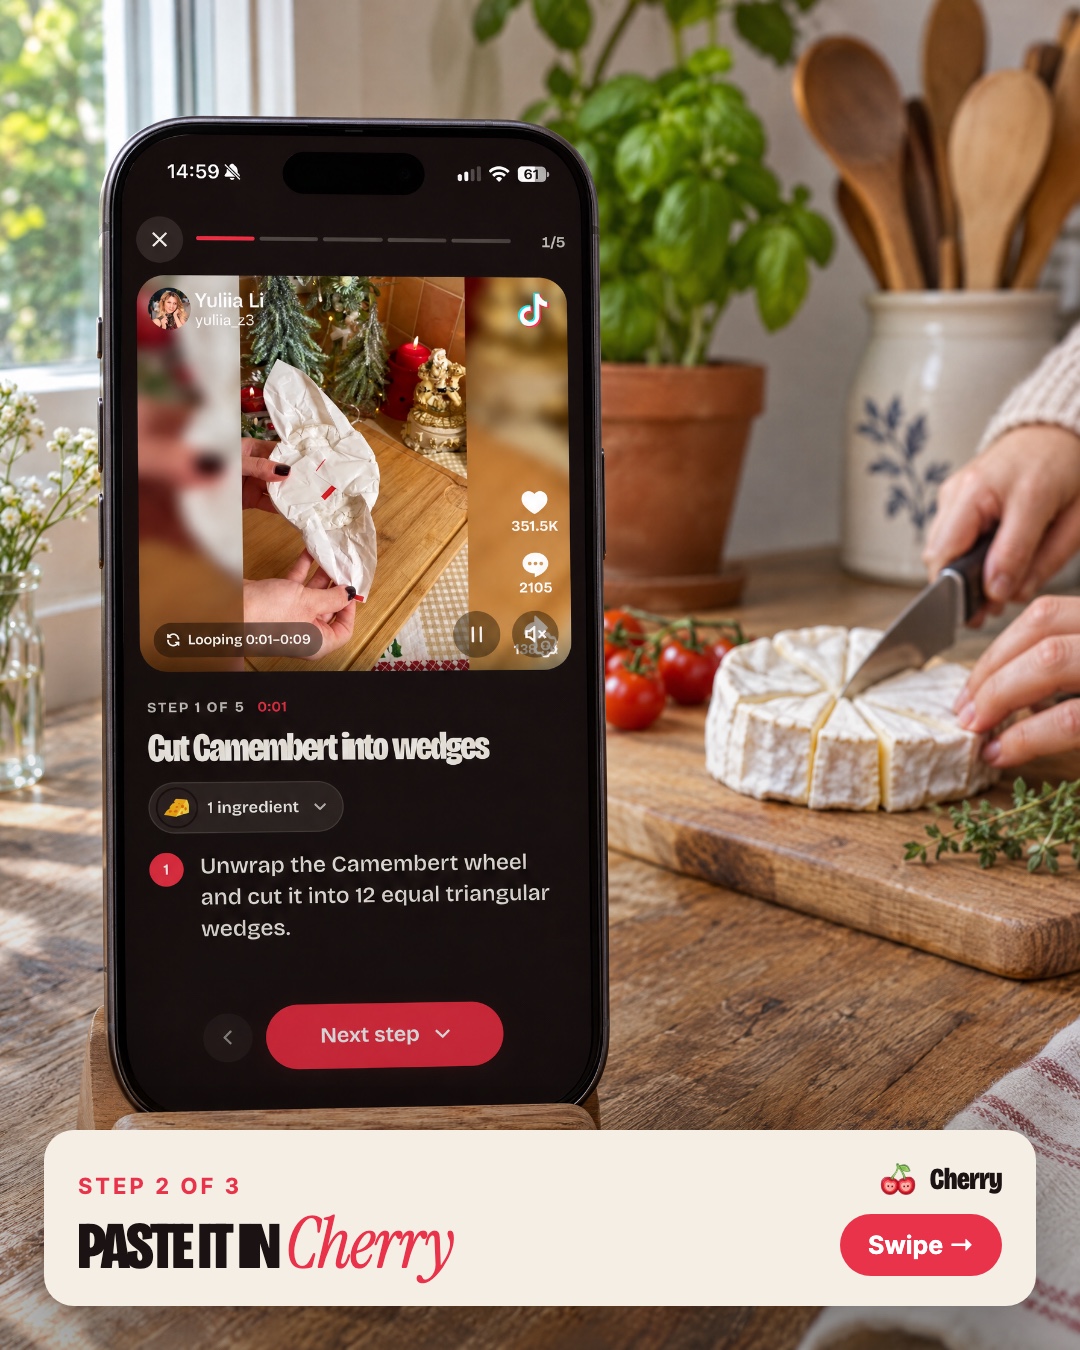 14:59
61
1/5
Yuliia Li
yuliia_z3
351.5K
2105
Looping 0:01–0:09
STEP 1 OF 5 0:01
Cut Camembert into wedges
1 ingredient
1
Unwrap the Camembert wheel
and cut it into 12 equal triangular
wedges.
Next step
STEP 2 OF 3
PASTE IT IN Cherry
Cherry
Swipe →